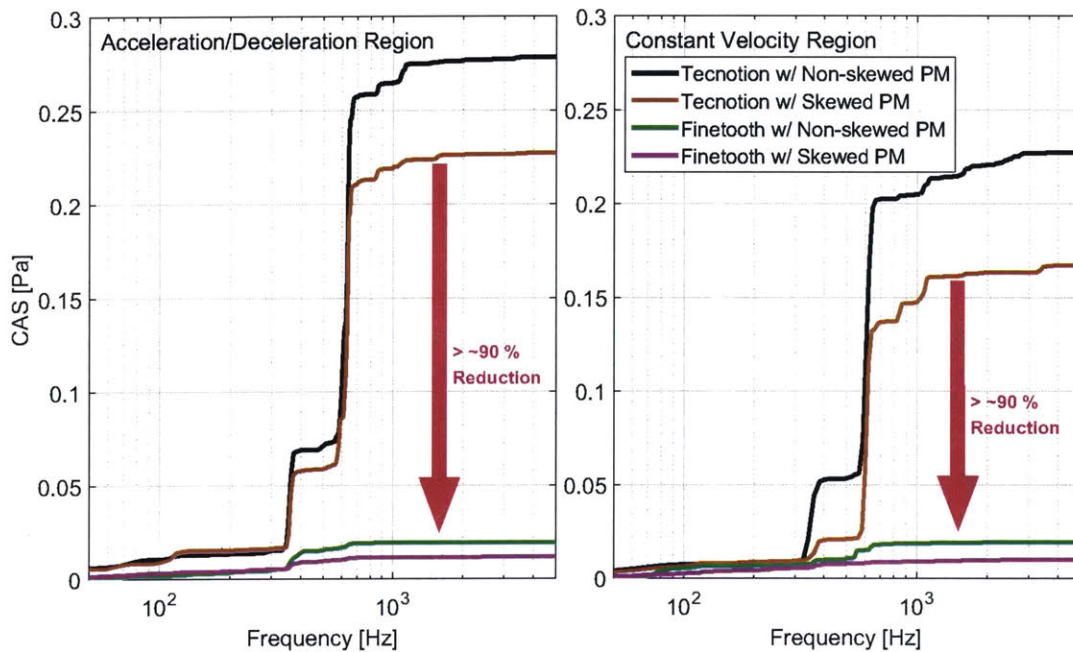 Acceleration/Deceleration Region
0.3
0.25
0.2
0.15
0.1
0.05
0
CAS [Pa]
> ~90 %
Reduction
10²
10³
Frequency [Hz]
Constant Velocity Region
Tecnotion w/ Non-skewed PM
Tecnotion w/ Skewed PM
Finetooth w/ Non-skewed PM
Finetooth w/ Skewed PM
0.3
0.25
0.2
0.15
0.1
0.05
0
> ~90 %
Reduction
10²
10³
Frequency [Hz]